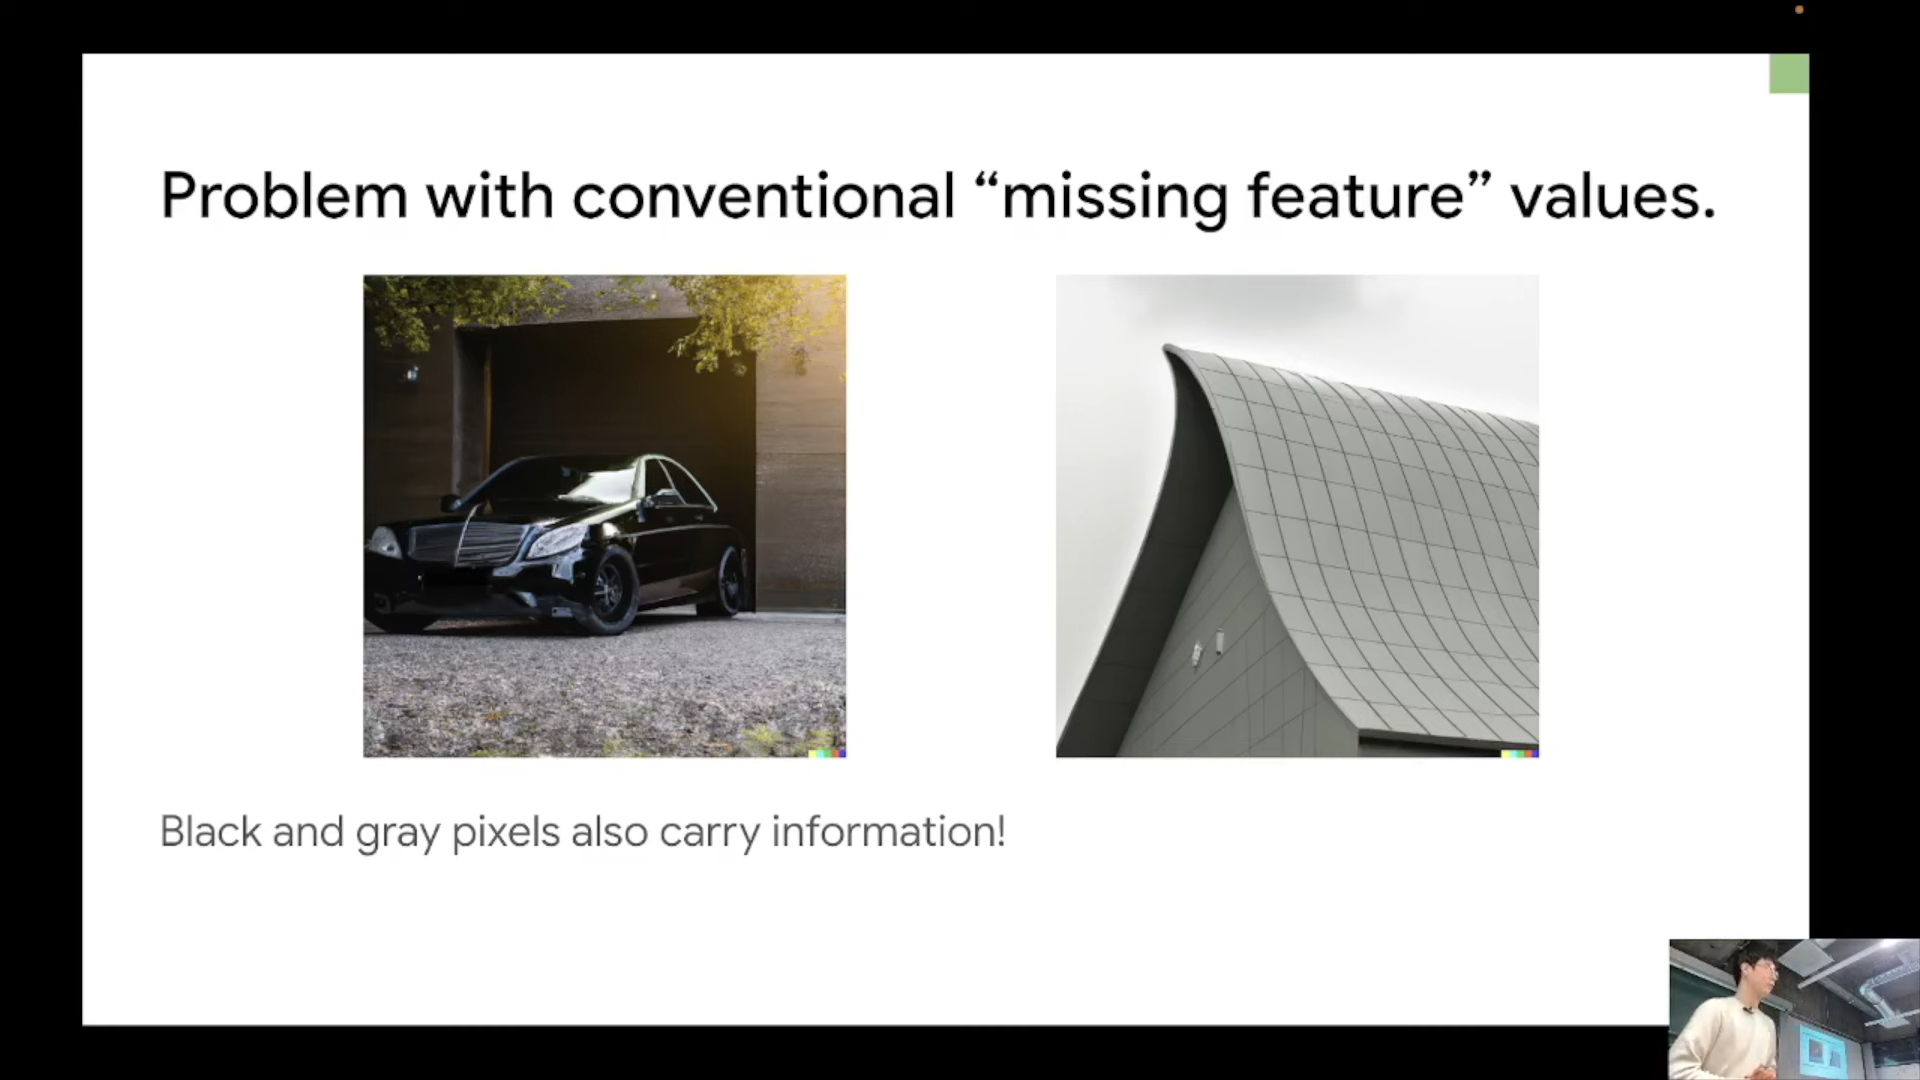 Problem with conventional “missing feature” values.
Black and gray pixels also carry information!